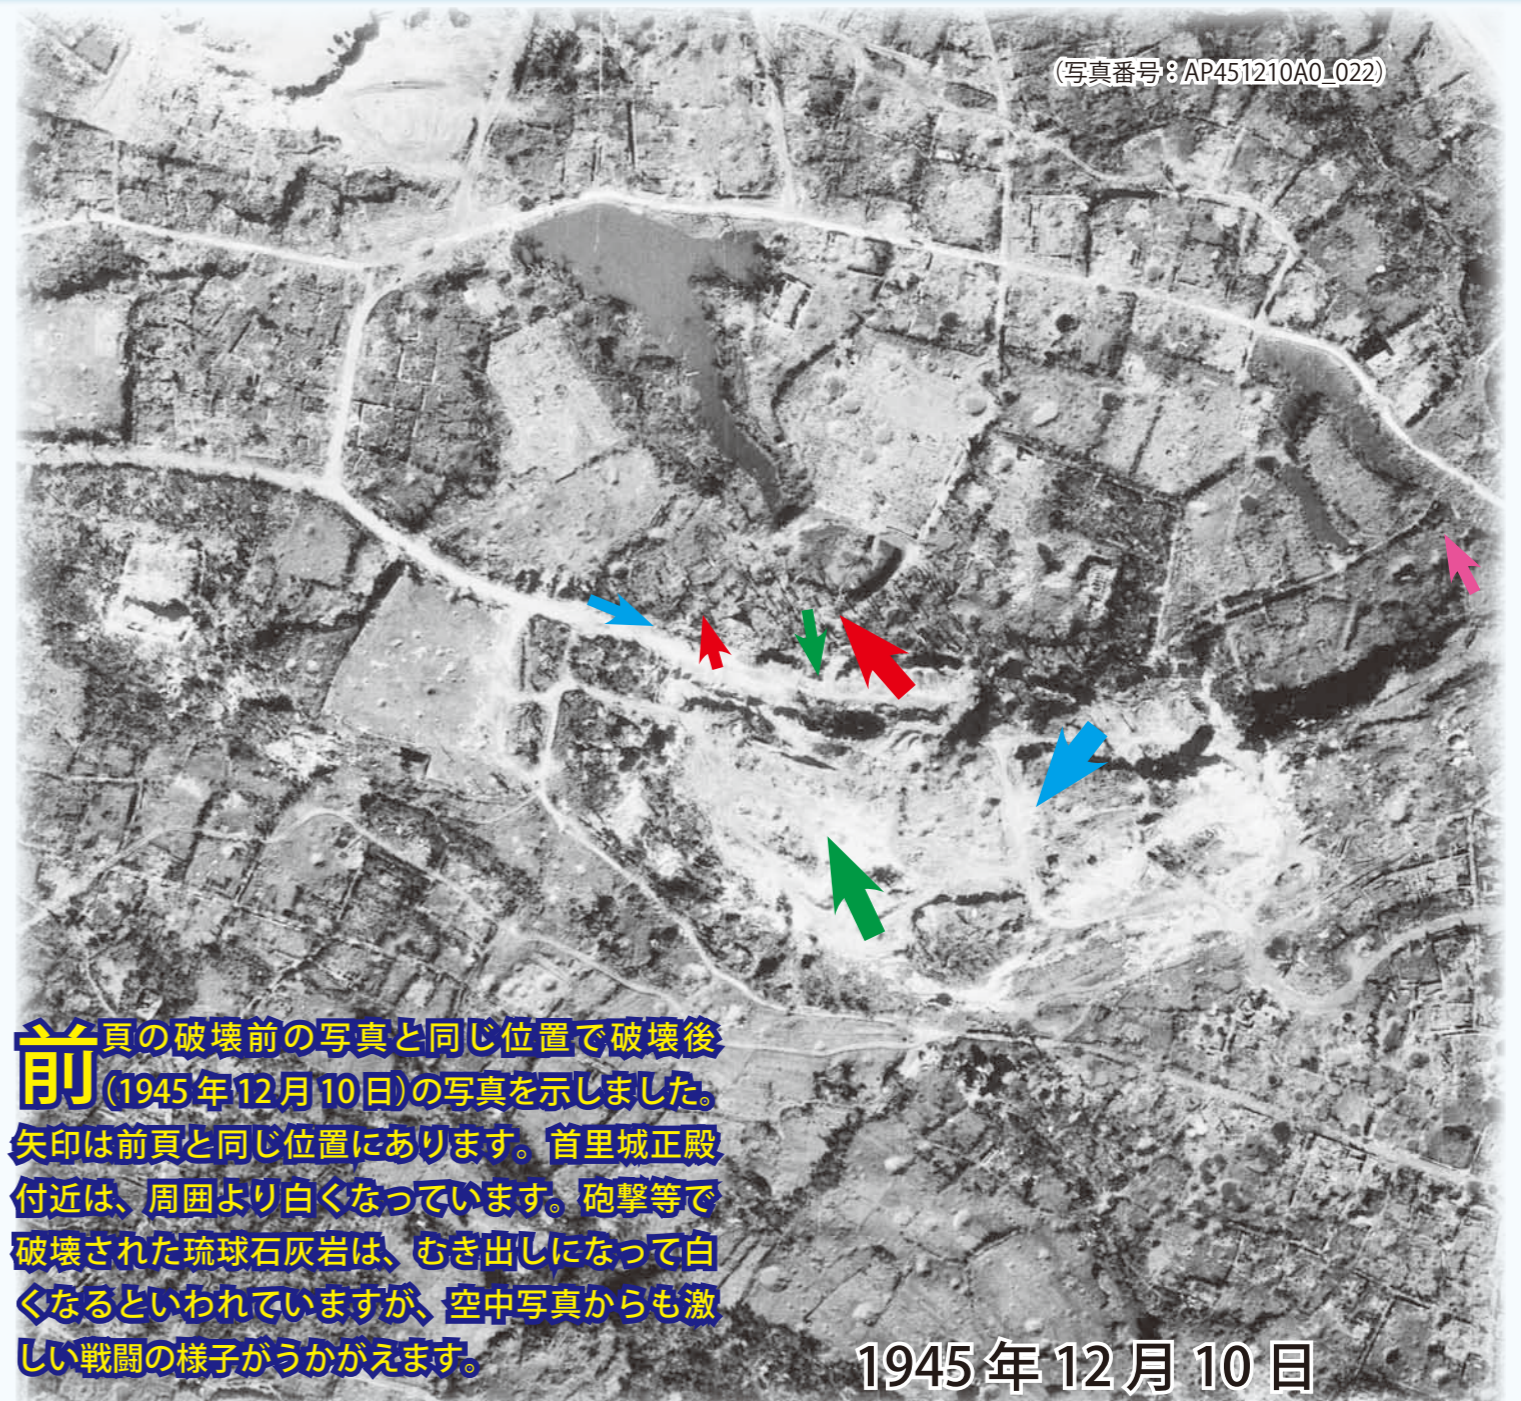 （写真番号：AP451210A0_022）
前頁の破壊前の写真と同じ位置で破壊後
（1945年12月10日）の写真を示しました。
矢印は前頁と同じ位置にあります。首里城正殿
付近は、周囲より白くなっています。砲撃等で
破壊された琉球石灰岩は、むき出しになって白
くなるといわれていますが、空中写真からも激
しい戦闘の様子がうかがえます。
1945年12月10日